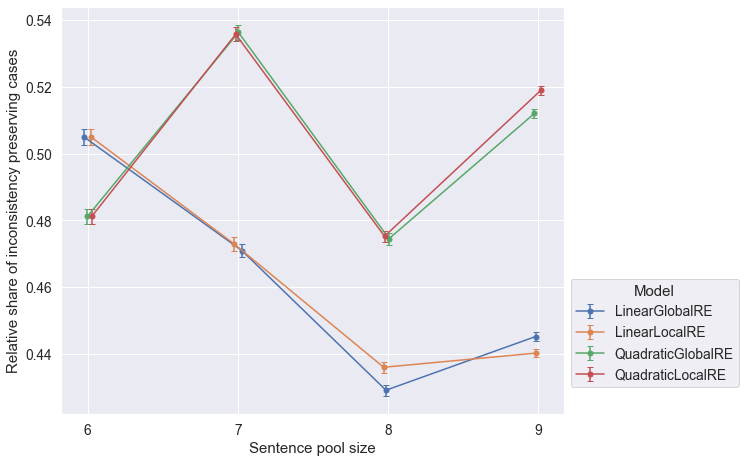 Relative share of inconsistency preserving cases
0.54
0.52
0.50
0.48
0.46
0.44
6 7 8 9
Sentence pool size
Model
LinearGlobalRE
LinearLocalRE
QuadraticGlobalRE
QuadraticLocalRE